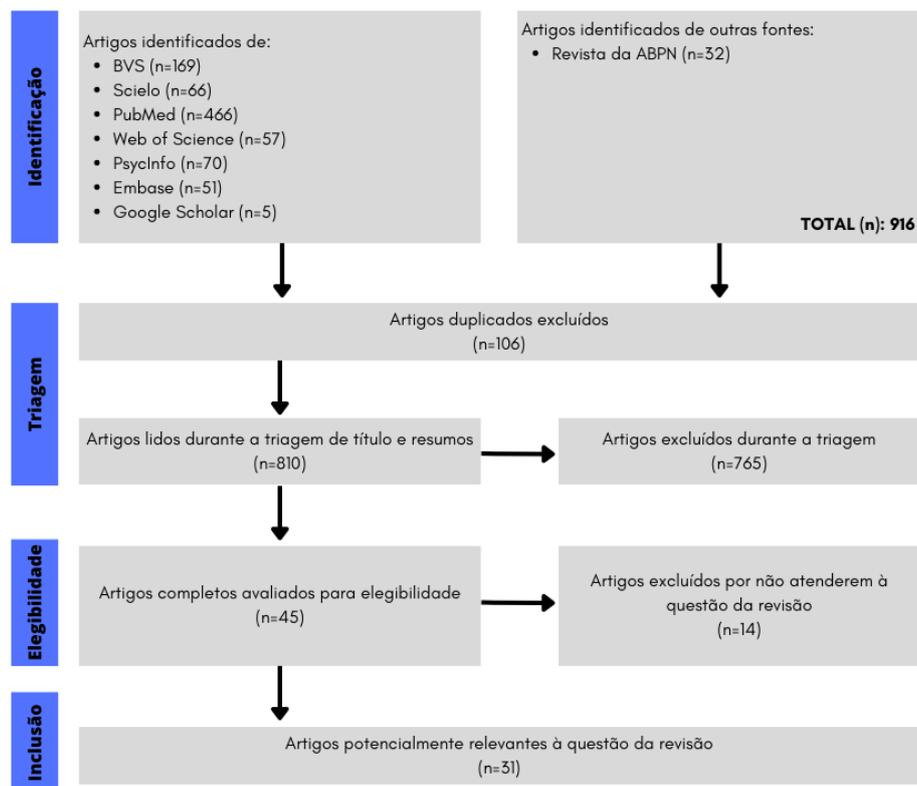 Identificação
Artigos identificados de:
• BVS (n=169)
• Scielo (n=66)
• PubMed (n=466)
• Web of Science (n=57)
• PsycInfo (n=70)
• Embase (n=51)
• Google Scholar (n=5)
Artigos identificados de outras fontes:
• Revista da ABPN (n=32)
TOTAL (n): 916
Triagem
Artigos duplicados excluídos
(n=106)
Artigos lidos durante a triagem de título e resumos
(n=810)
Artigos excluídos durante a triagem
(n=765)
Elegibilidade
Artigos completos avaliados para elegibilidade
(n=45)
Artigos excluídos por não atenderem à
questão da revisão
(n=14)
Inclusão
Artigos potencialmente relevantes à questão da revisão
(n=31)